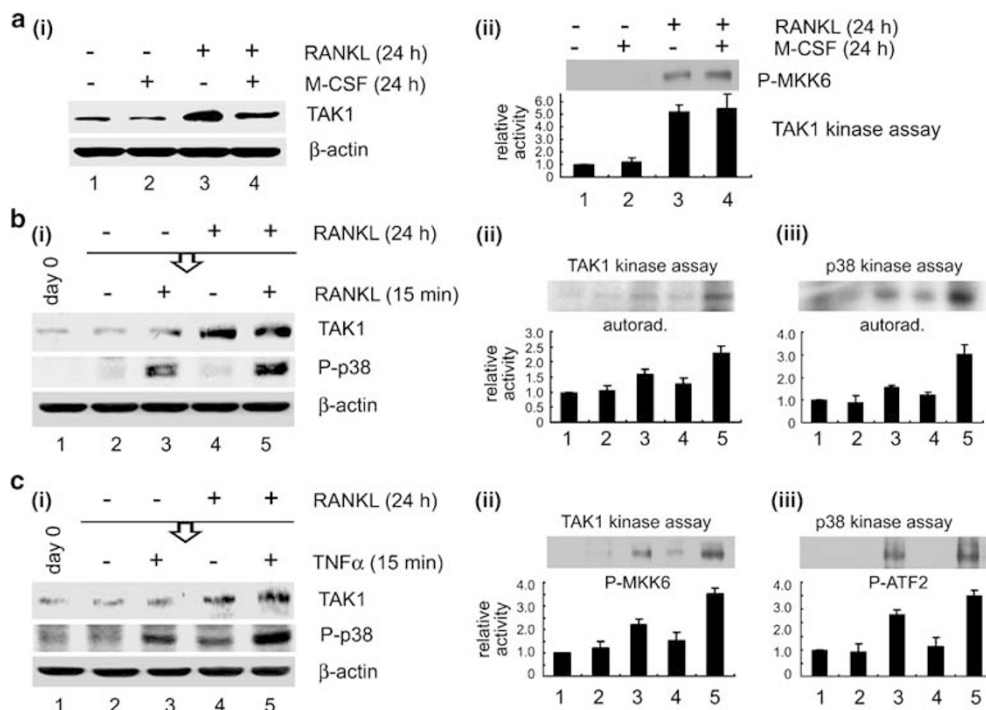 a (i)
- - + + RANKL (24 h)
- + - + M-CSF (24 h)
TAK1
β-actin
1 2 3 4
(ii)
- - + + RANKL (24 h)
- + - + M-CSF (24 h)
P-MKK6
relative activity
6.0
5.0
4.0
3.0
2.0
1.0
TAK1 kinase assay
1 2 3 4
b (i)
day 0
- - + + RANKL (24 h)
- + - + RANKL (15 min)
TAK1
P-p38
β-actin
1 2 3 4 5
(ii)
TAK1 kinase assay
autorad.
relative activity
3.0
2.5
2.0
1.5
1.0
0.5
1 2 3 4 5
(iii)
p38 kinase assay
autorad.
4.0
3.0
2.0
1.0
0
1 2 3 4 5
c (i)
day 0
- - + + RANKL (24 h)
- + - + TNFα (15 min)
TAK1
P-p38
β-actin
1 2 3 4 5
(ii)
TAK1 kinase assay
P-MKK6
relative activity
4.0
3.0
2.0
1.0
0
1 2 3 4 5
(iii)
p38 kinase assay
P-ATF2
4.0
3.0
2.0
1.0
0
1 2 3 4 5